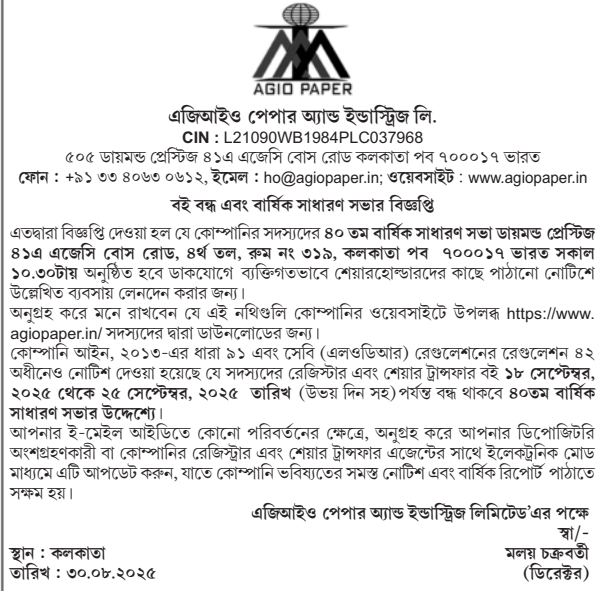 AGIO PAPER
এজিআইও পেপার অ্যান্ড ইন্ডাস্ট্রিজ লি.
CIN : L21090WB1984PLC037968
৫০৫ ডায়মন্ড প্রেস্টিজ ৪১এ এজেসি বোস রোড কলকাতা পব ৭০০০১৭ ভারত
ফোন : +৯১ ৩৩ ৪০৬৩ ০৬১২, ইমেল : ho@agiopaper.in; ওয়েবসাইট : www.agiopaper.in
বই বন্ধ এবং বার্ষিক সাধারণ সভার বিজ্ঞপ্তি
এতদ্বারা বিজ্ঞপ্তি দেওয়া হল যে কোম্পানির সদস্যদের ৪০ তম বার্ষিক সাধারণ সভা ডায়মন্ড প্রেস্টিজ
৪১এ এজেসি বোস রোড, ৪র্থ তল, রুম নং ৩১৯, কলকাতা পব ৭০০০১৭ ভারত সকাল
১০.৩০টায় অনুষ্ঠিত হবে ডাকযোগে ব্যক্তিগতভাবে শেয়ারহোল্ডারদের কাছে পাঠানো নোটিশে
উল্লেখিত ব্যবসায় লেনদেন করার জন্য।
অনুগ্রহ করে মনে রাখবেন যে এই নথিগুলি কোম্পানির ওয়েবসাইটে উপলব্ধ https://www.
agiopaper.in/ সদস্যদের দ্বারা ডাউনলোডের জন্য।
কোম্পানি আইন, ২০১৩-এর ধারা ৯১ এবং সেবি (এলওডিআর) রেগুলেশনের রেগুলেশন ৪২
অধীনেও নোটিশ দেওয়া হয়েছে যে সদস্যদের রেজিস্টার এবং শেয়ার ট্রান্সফার বই ১৮ সেপ্টেম্বর,
২০২৫ থেকে ২৫ সেপ্টেম্বর, ২০২৫ তারিখ (উভয় দিন সহ) পর্যন্ত বন্ধ থাকবে ৪০তম বার্ষিক
সাধারণ সভার উদ্দেশ্যে।
আপনার ই-মেইল আইডিতে কোনো পরিবর্তনের ক্ষেত্রে, অনুগ্রহ করে আপনার ডিপোজিটরি
অংশগ্রহণকারী বা কোম্পানির রেজিস্ট্রার এবং শেয়ার ট্রান্সফার এজেন্টের সাথে ইলেকট্রনিক মোড
মাধ্যমে এটি আপডেট করুন, যাতে কোম্পানি ভবিষ্যতের সমস্ত নোটিশ এবং বার্ষিক রিপোর্ট পাঠাতে
সক্ষম হয়।
এজিআইও পেপার অ্যান্ড ইন্ডাস্ট্রিজ লিমিটেড'এর পক্ষে
স্বা/-
স্থান : কলকাতা মলয় চক্রবর্তী
তারিখ : ৩০.০৮.২০২৫ (ডিরেক্টর)